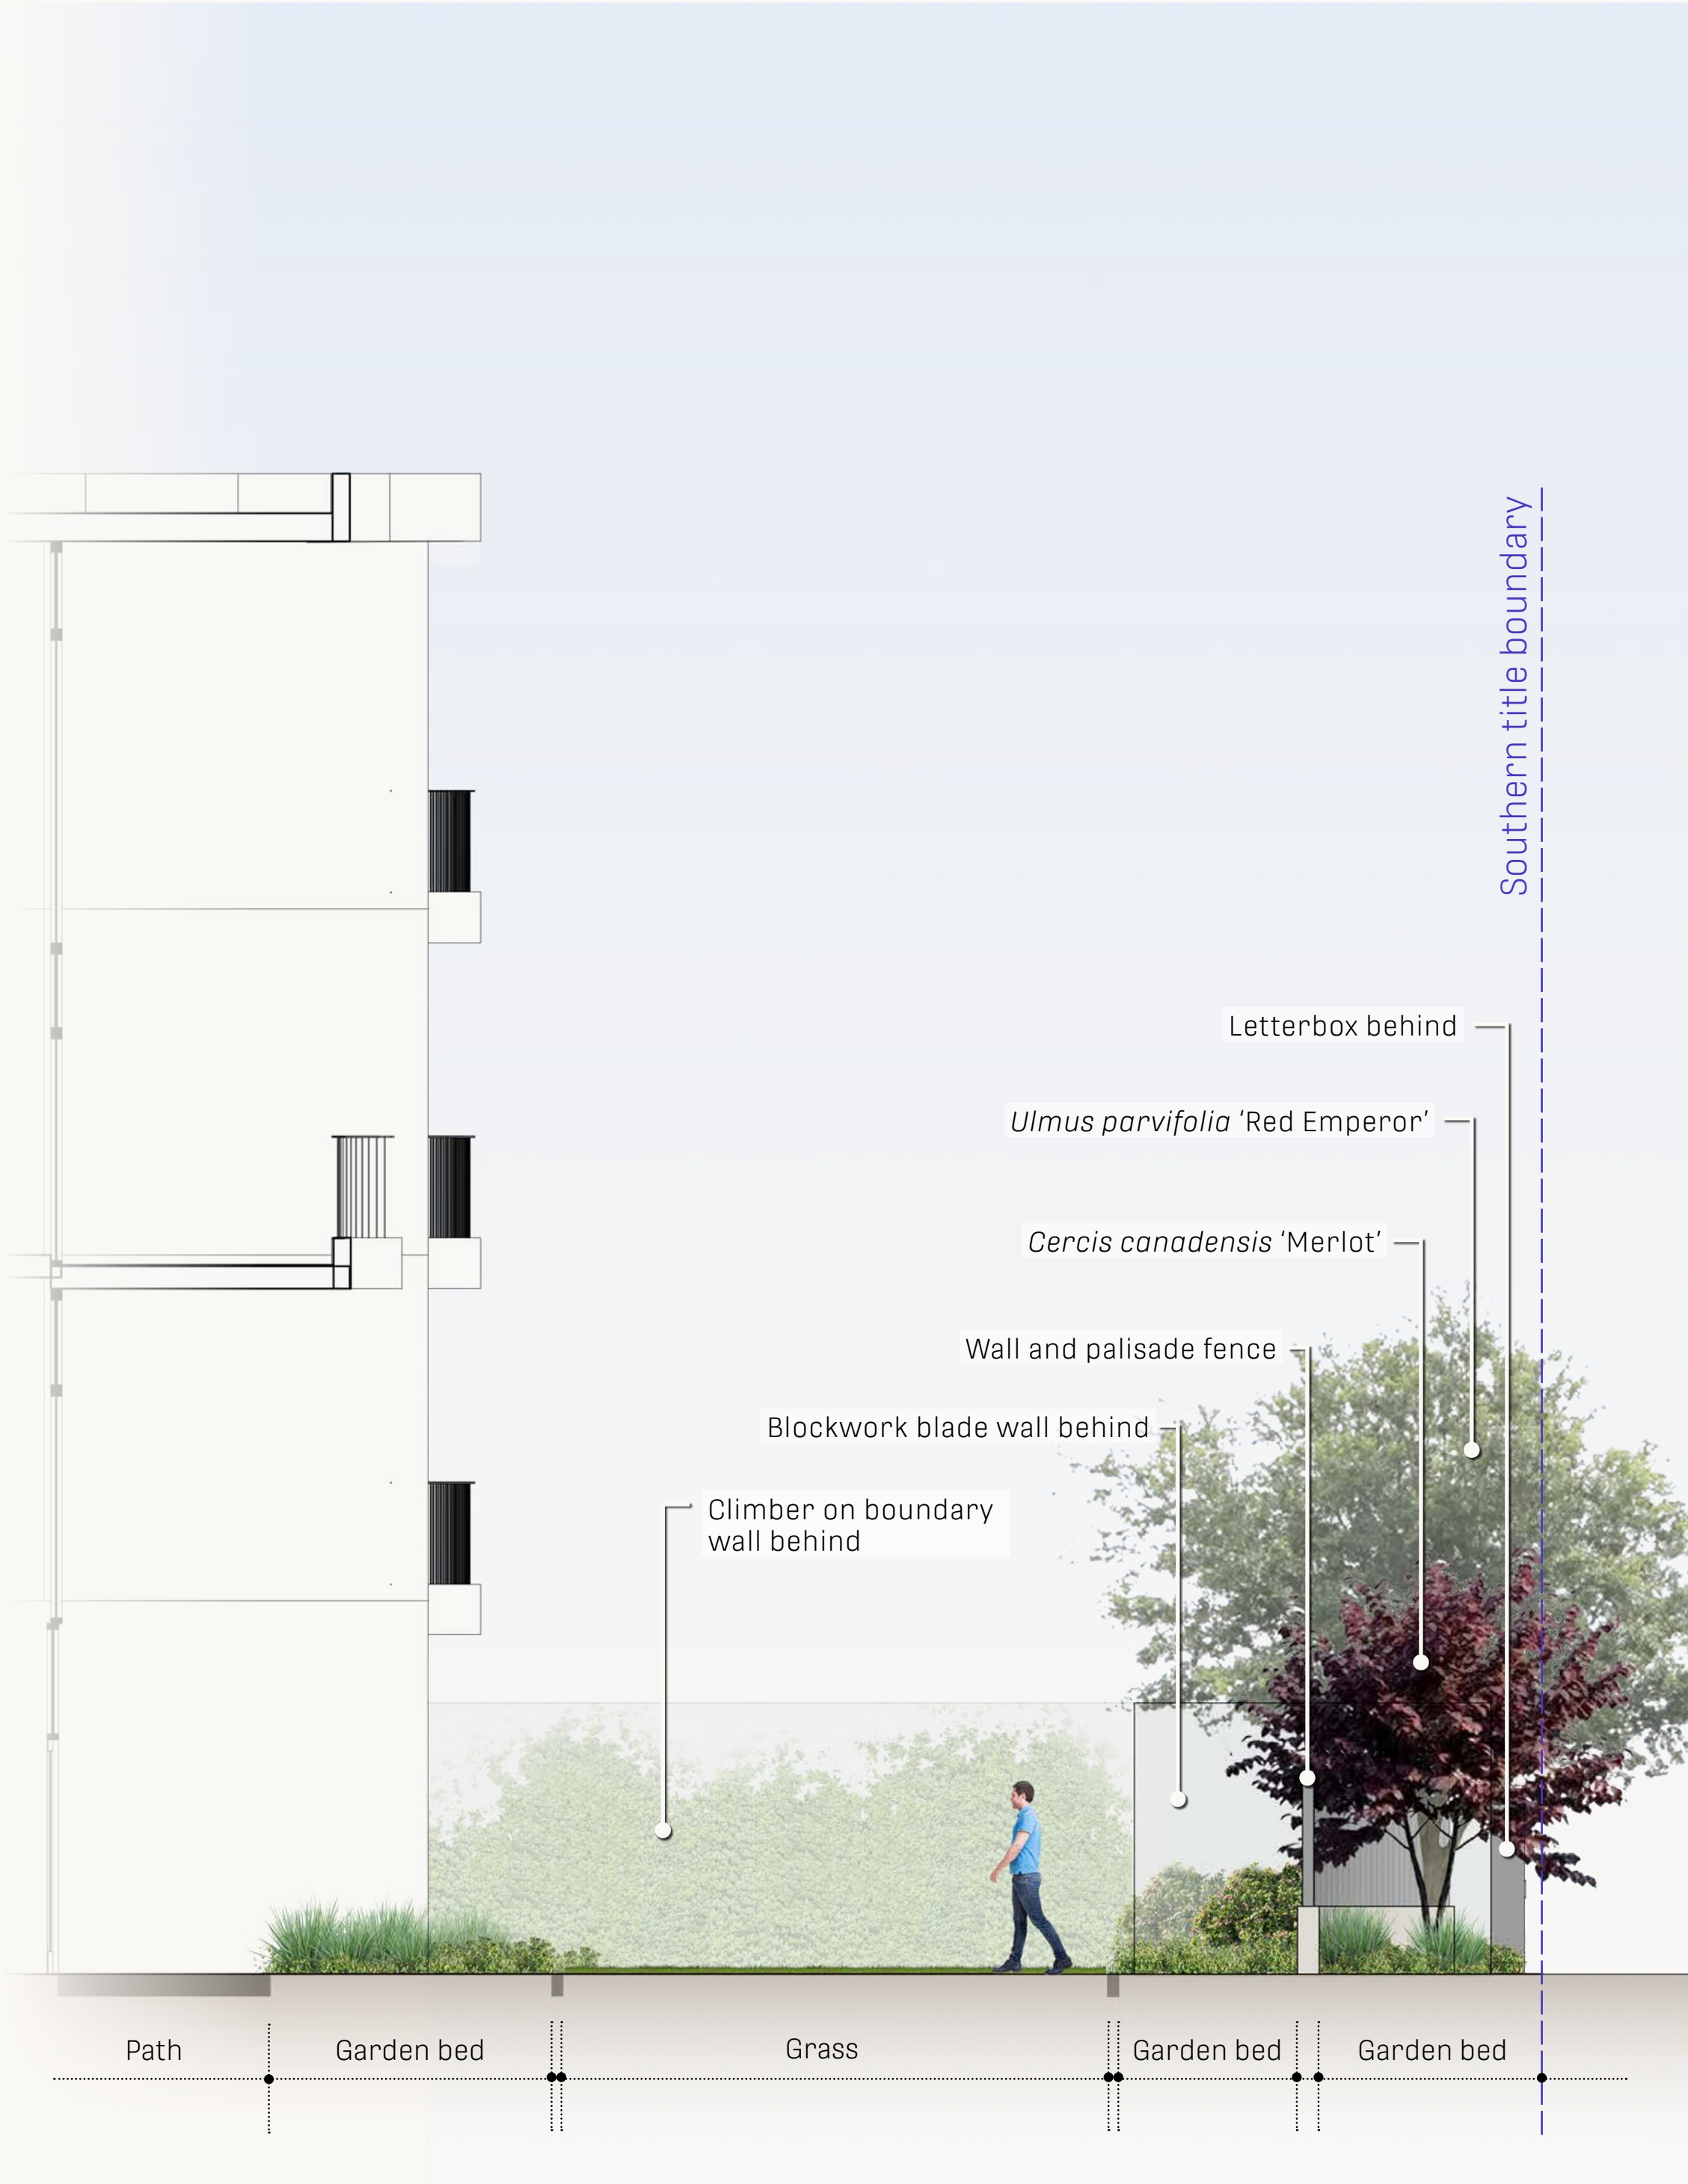 Southern title boundary
Letterbox behind
Ulmus parvifolia ‘Red Emperor’
Cercis canadensis ‘Merlot’
Wall and palisade fence
Blockwork blade wall behind
Climber on boundary
wall behind
Path
Garden bed
Grass
Garden bed
Garden bed